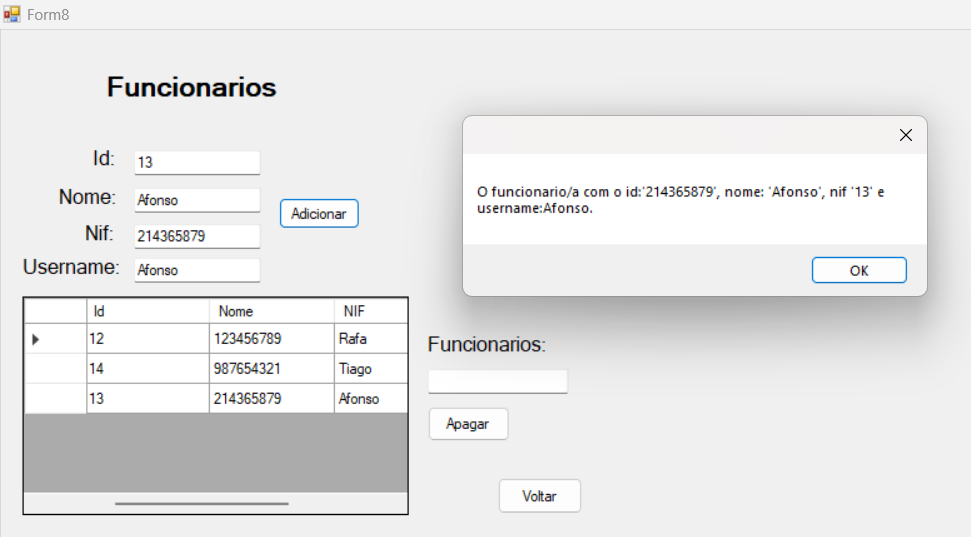 Form8
Funcionarios
Id: 13
Nome: Afonso
Adicionar
Nif: 214365879
Username: Afonso
O funcionario/a com o id:'214365879', nome: 'Afonso', nif '13' e
username:Afonso.
OK
Id Nome NIF
12 123456789 Rafa
14 987654321 Tiago
13 214365879 Afonso
Funcionarios:
Apagar
Voltar